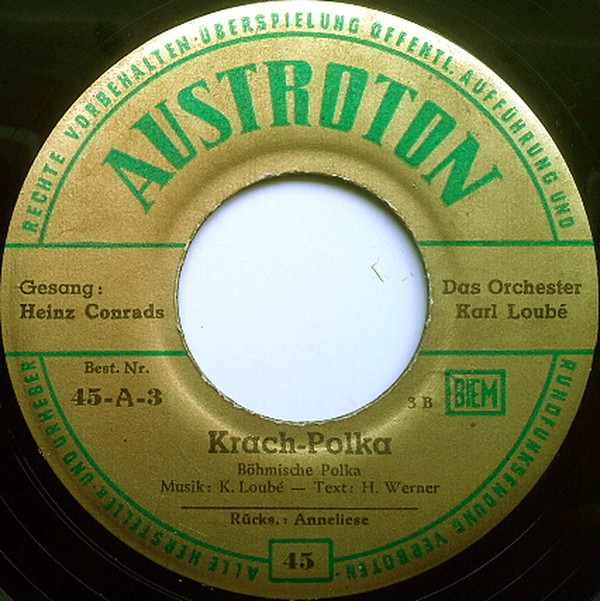 ALLE HERSTELLER-UND URHEBER
RECHTE VORBEHALTEN·ÜBERSPIELUNG ÖFFENTL. AUFFÜHRUNG UND
RUNDFUNKSENDUNG VERBOTEN·
AUSTROTON
Gesang:
Heinz Conrads
Das Orchester
Karl Loubé
Best. Nr.
45-A-3
3 B
BIEM
Krach-Polka
Böhmische Polka
Musik: K. Loubé — Text: H. Werner
Rücks.: Anneliese
45